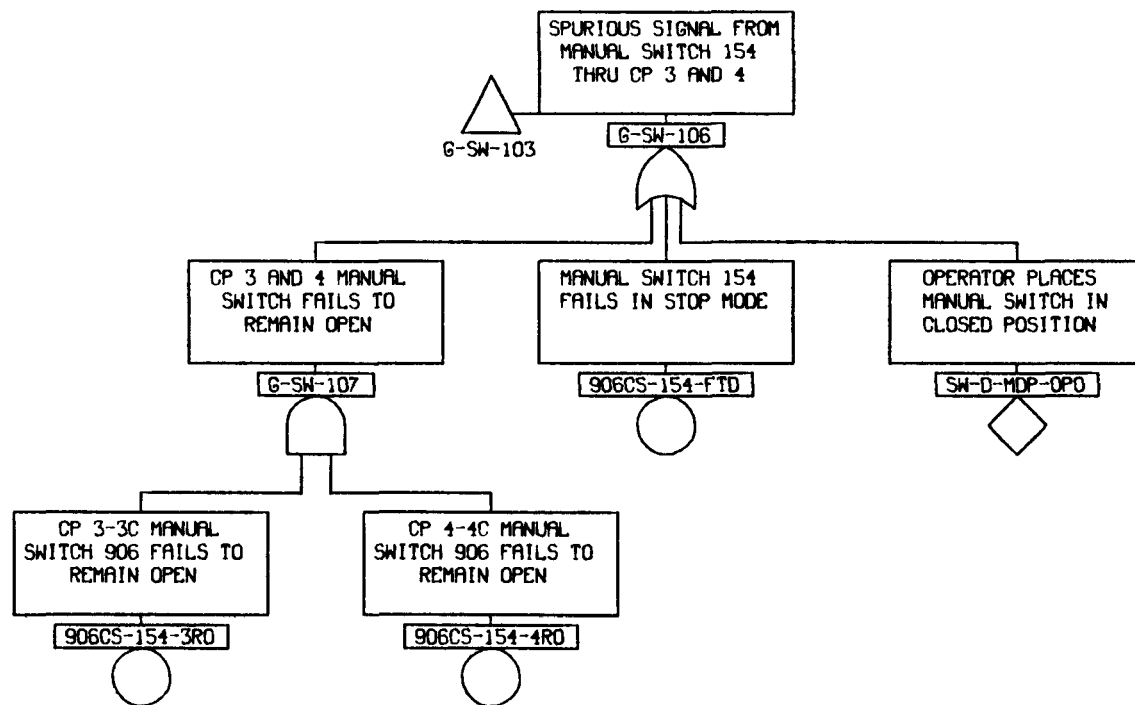 SPURIOUS SIGNAL FROM
MANUAL SWITCH 154
THRU CP 3 AND 4
G-SW-103
G-SW-106
CP 3 AND 4 MANUAL
SWITCH FAILS TO
REMAIN OPEN
MANUAL SWITCH 154
FAILS IN STOP MODE
OPERATOR PLACES
MANUAL SWITCH IN
CLOSED POSITION
G-SW-107
906CS-154-FTD
SW-D-MDP-OPO
CP 3-3C MANUAL
SWITCH 906 FAILS TO
REMAIN OPEN
CP 4-4C MANUAL
SWITCH 906 FAILS TO
REMAIN OPEN
906CS-154-3RO
906CS-154-4RO